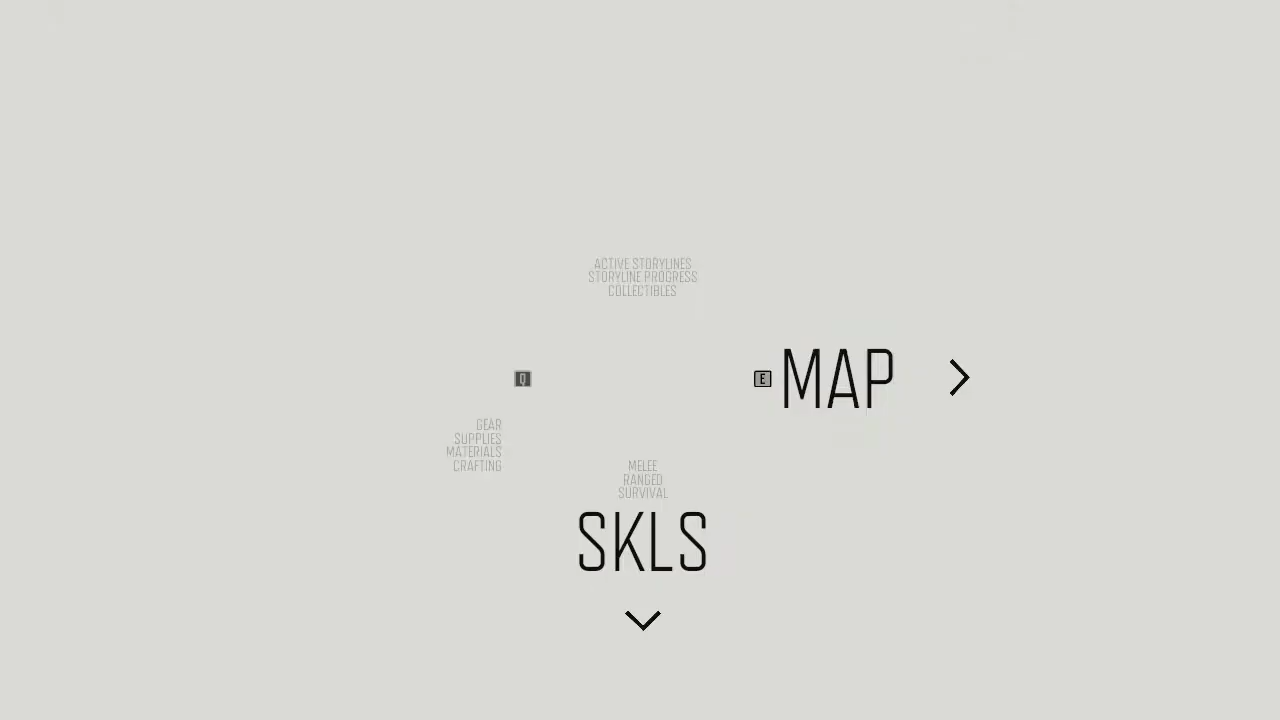 ACTIVE STORYLINES
STORYLINE PROGRESS
COLLECTIBLES
Q
E MAP
GEAR
SUPPLIES
MATERIALS
CRAFTING
MELEE
RANGED
SURVIVAL
SKLS